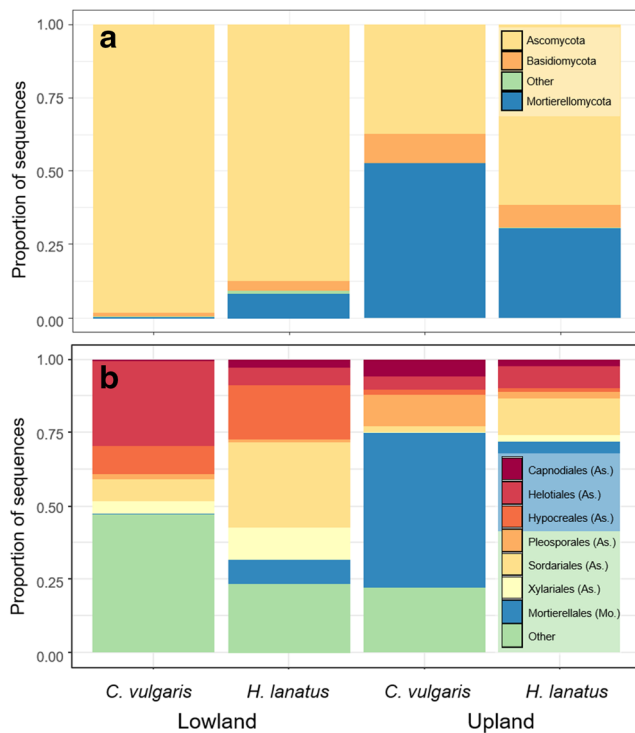 a
Proportion of sequences
1.00
0.75
0.50
0.25
0.00
Ascomycota
Basidiomycota
Other
Mortierellomycota
b
Proportion of sequences
1.00
0.75
0.50
0.25
0.00
Capnodiales (As.)
Helotiales (As.)
Hypocreales (As.)
Pleosporales (As.)
Sordariales (As.)
Xylariales (As.)
Mortierellales (Mo.)
Other
C. vulgaris H. lanatus C. vulgaris H. lanatus
Lowland Upland